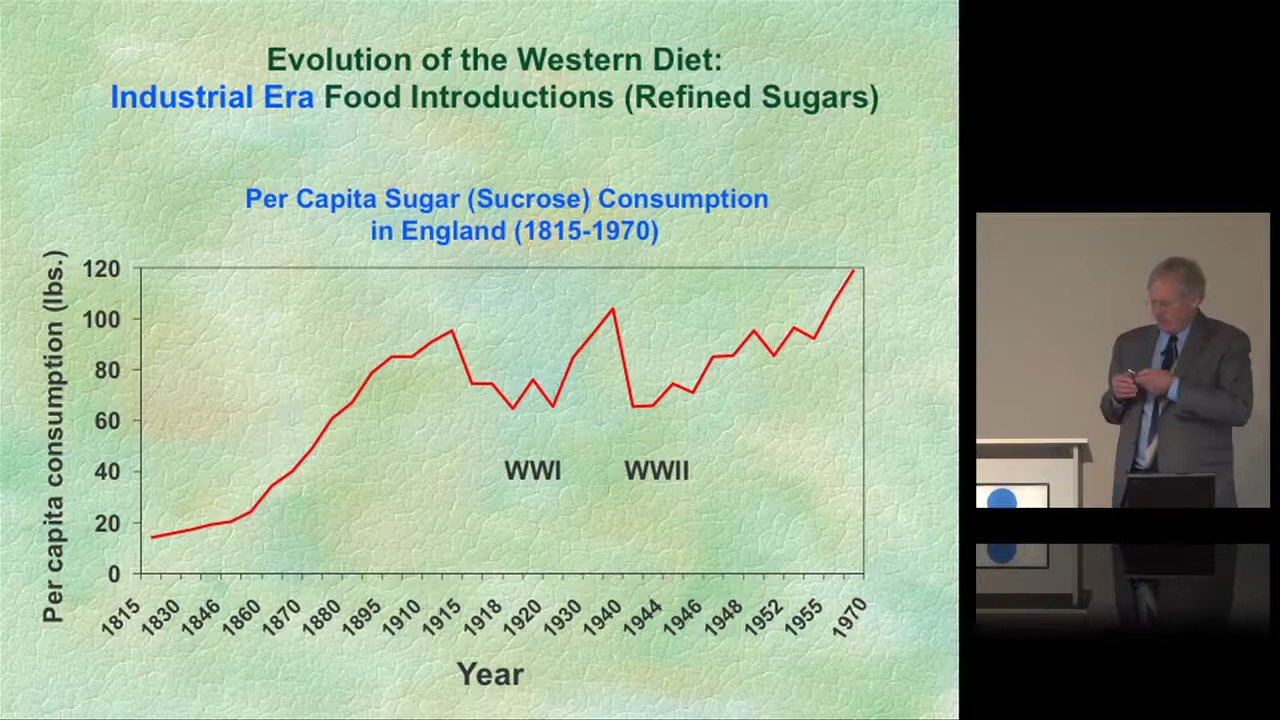 Evolution of the Western Diet:
Industrial Era Food Introductions (Refined Sugars)
Per Capita Sugar (Sucrose) Consumption
in England (1815-1970)
Per capita consumption (lbs.)
120
100
80
60
40
20
0
WWI WWII
1815 1830 1846 1860 1870 1880 1895 1910 1915 1918 1920 1930 1940 1944 1946 1948 1952 1955 1970
Year